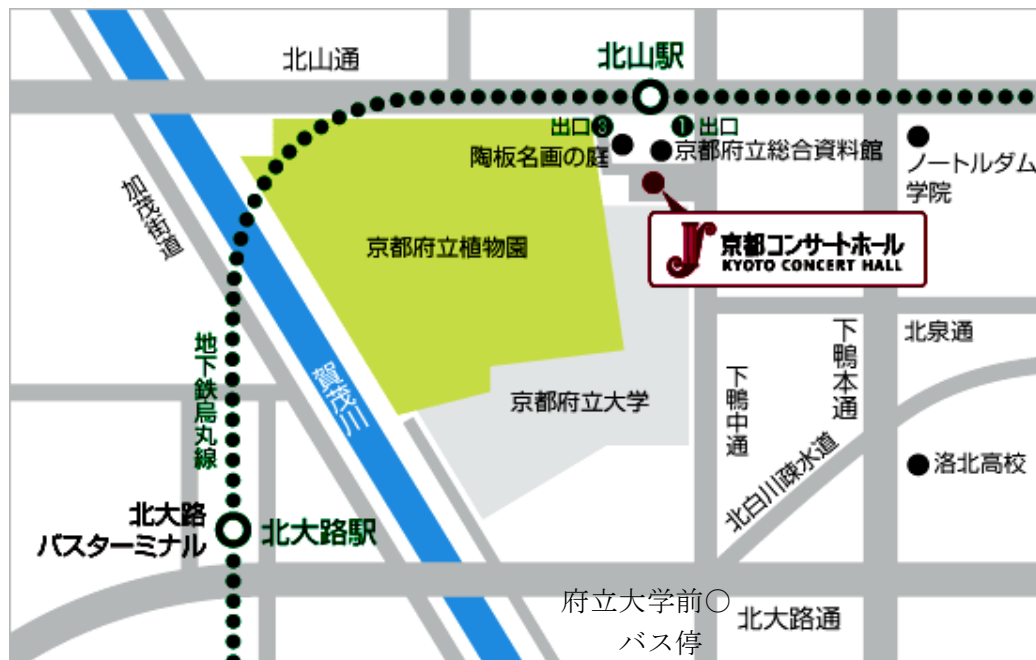 北山通
北山駅
出口❸
❶出口
陶板名画の庭
京都府立総合資料館
ノートルダム
学院
加茂街道
京都府立植物園
京都コンサートホール
KYOTO CONCERT HALL
地下鉄烏丸線
賀茂川
京都府立大学
下鴨中通
下鴨本通
北泉通
北白川疎水道
洛北高校
北大路
バスターミナル
北大路駅
府立大学前○
バス停
北大路通